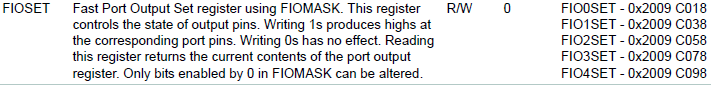 FIOSET Fast Port Output Set register using FIOMASK. This register R/W 0 FIO0SET - 0x2009 C018
controls the state of output pins. Writing 1s produces highs at FIO1SET - 0x2009 C038
the corresponding port pins. Writing 0s has no effect. Reading FIO2SET - 0x2009 C058
this register returns the current contents of the port output FIO3SET - 0x2009 C078
register. Only bits enabled by 0 in FIOMASK can be altered. FIO4SET - 0x2009 C098